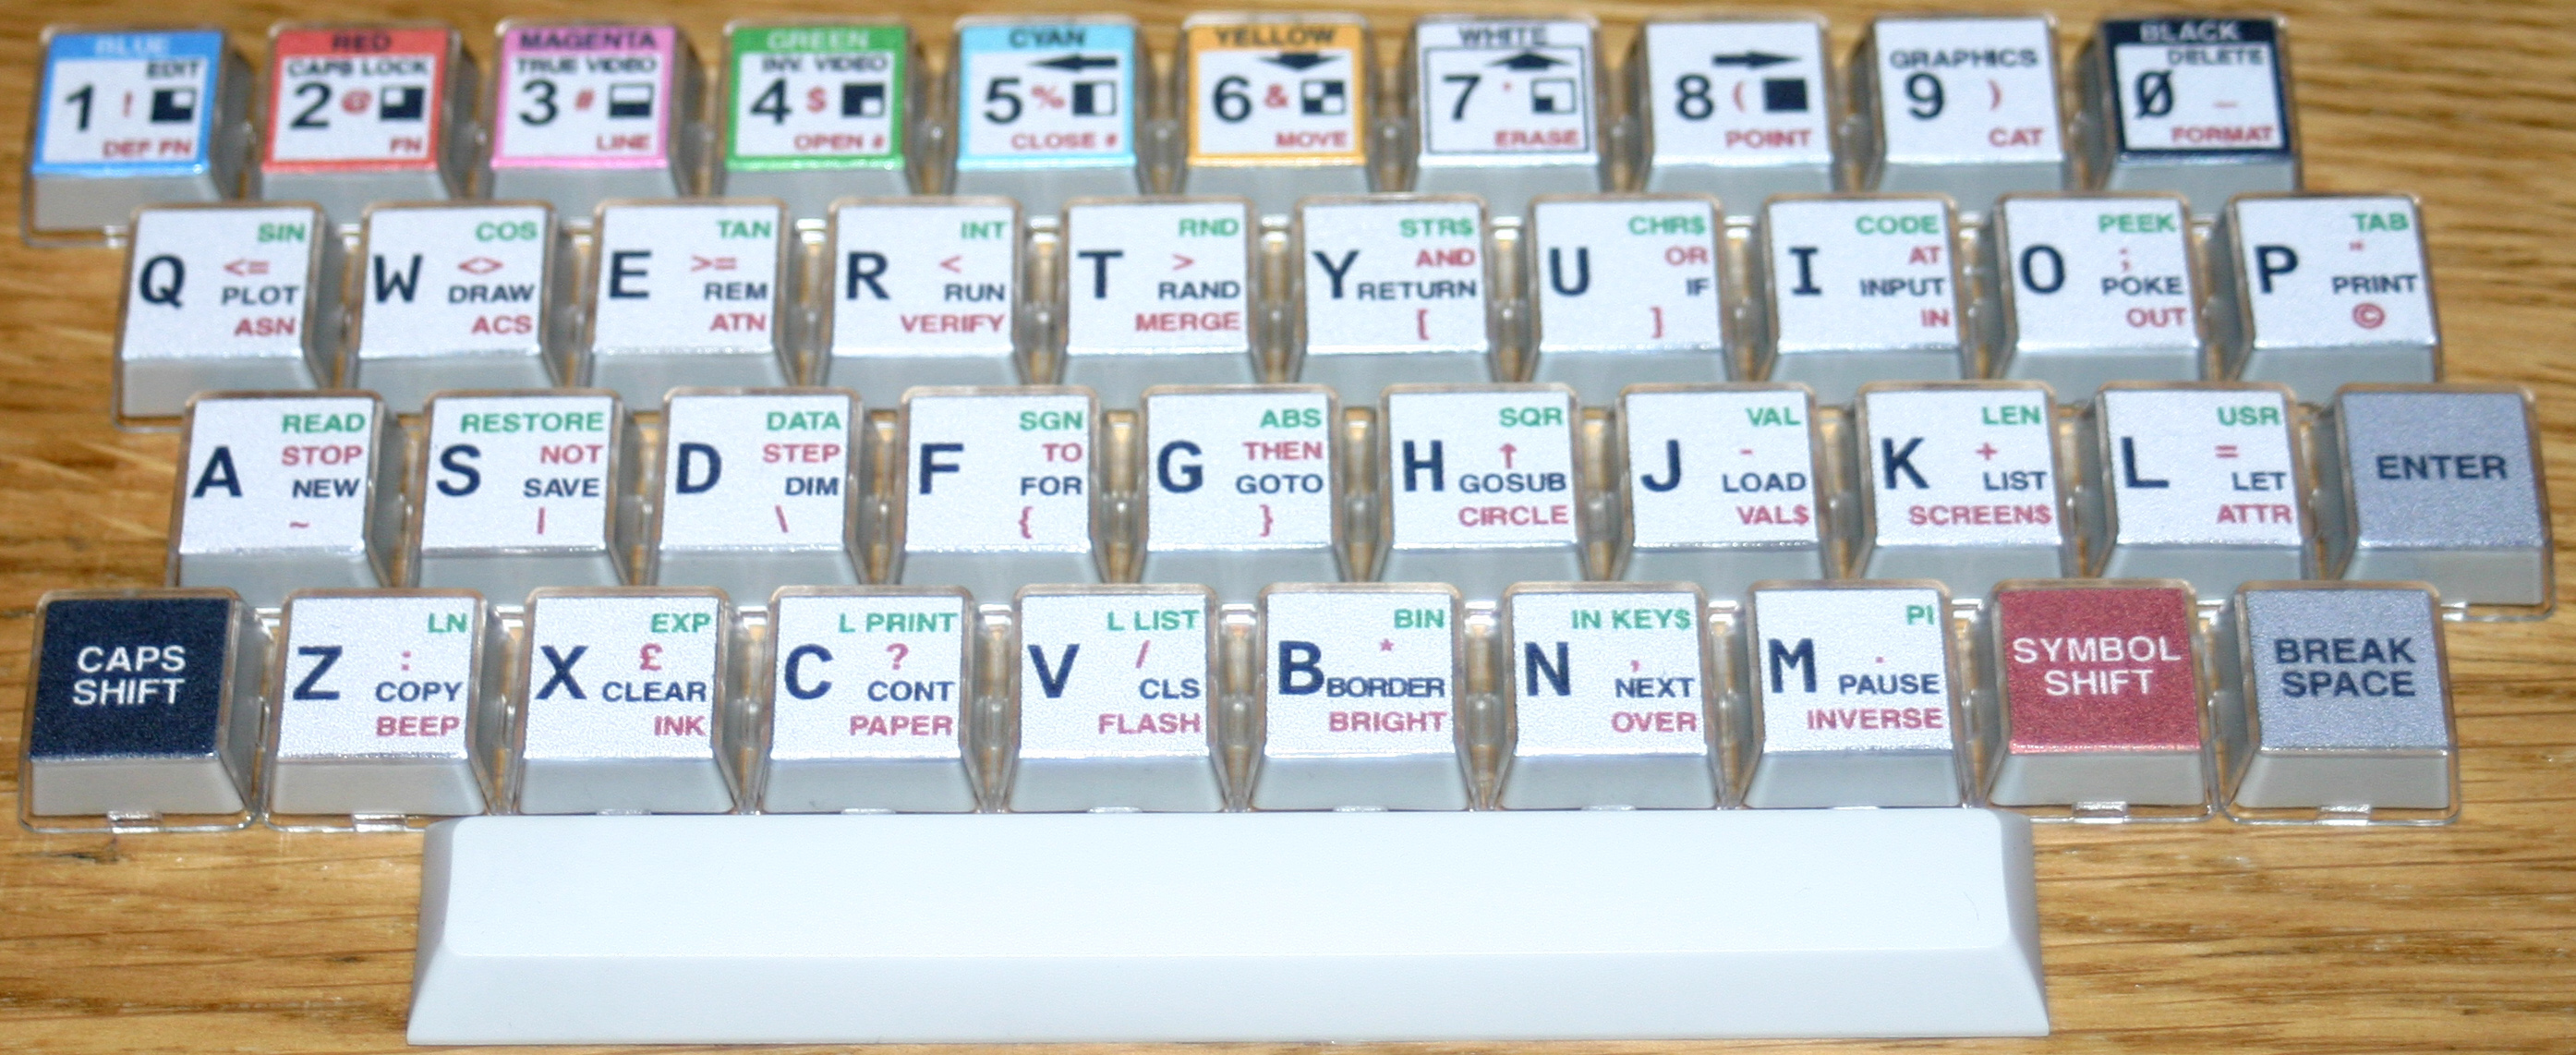 BLUE
EDIT
1 !
DEF FN
RED
CAPS LOCK
2 @
FN
MAGENTA
TRUE VIDEO
3 #
LINE
GREEN
INV. VIDEO
4 $
OPEN #
CYAN
5 %
CLOSE #
YELLOW
6 &
MOVE
WHITE
7 '
ERASE
8 (
POINT
GRAPHICS
9 )
CAT
BLACK
DELETE
0 _
FORMAT
SIN
Q <=
PLOT
ASN
COS
W <>
DRAW
ACS
TAN
E >=
REM
ATN
INT
R <
RUN
VERIFY
RND
T >
RAND
MERGE
STR$
AND
Y RETURN
[
CHR$
OR
U IF
]
CODE
AT
I INPUT
IN
PEEK
O ;
POKE
OUT
TAB
P "
PRINT
©
READ
STOP
A NEW
~
RESTORE
NOT
S SAVE
|
DATA
STEP
D DIM
\
SGN
TO
F FOR
{
ABS
THEN
G GOTO
}
SQR
H ↑
GOSUB
CIRCLE
VAL
J -
LOAD
VAL$
LEN
K +
LIST
SCREEN$
USR
L =
LET
ATTR
ENTER
CAPS
SHIFT
LN
Z :
COPY
BEEP
EXP
X £
CLEAR
INK
L PRINT
C ?
CONT
PAPER
L LIST
V /
CLS
FLASH
BIN
B *
BORDER
BRIGHT
IN KEY$
N ,
NEXT
OVER
PI
M .
PAUSE
INVERSE
SYMBOL
SHIFT
BREAK
SPACE